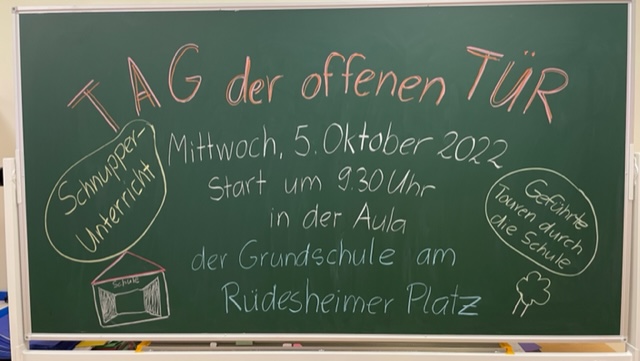 TAG der offenen TÜR
Mittwoch, 5. Oktober 2022
Start um 9.30 Uhr
in der Aula
der Grundschule am
Rüdesheimer Platz
Schnupper-
Unterricht
Geführte
Touren durch
die Schule
Schule